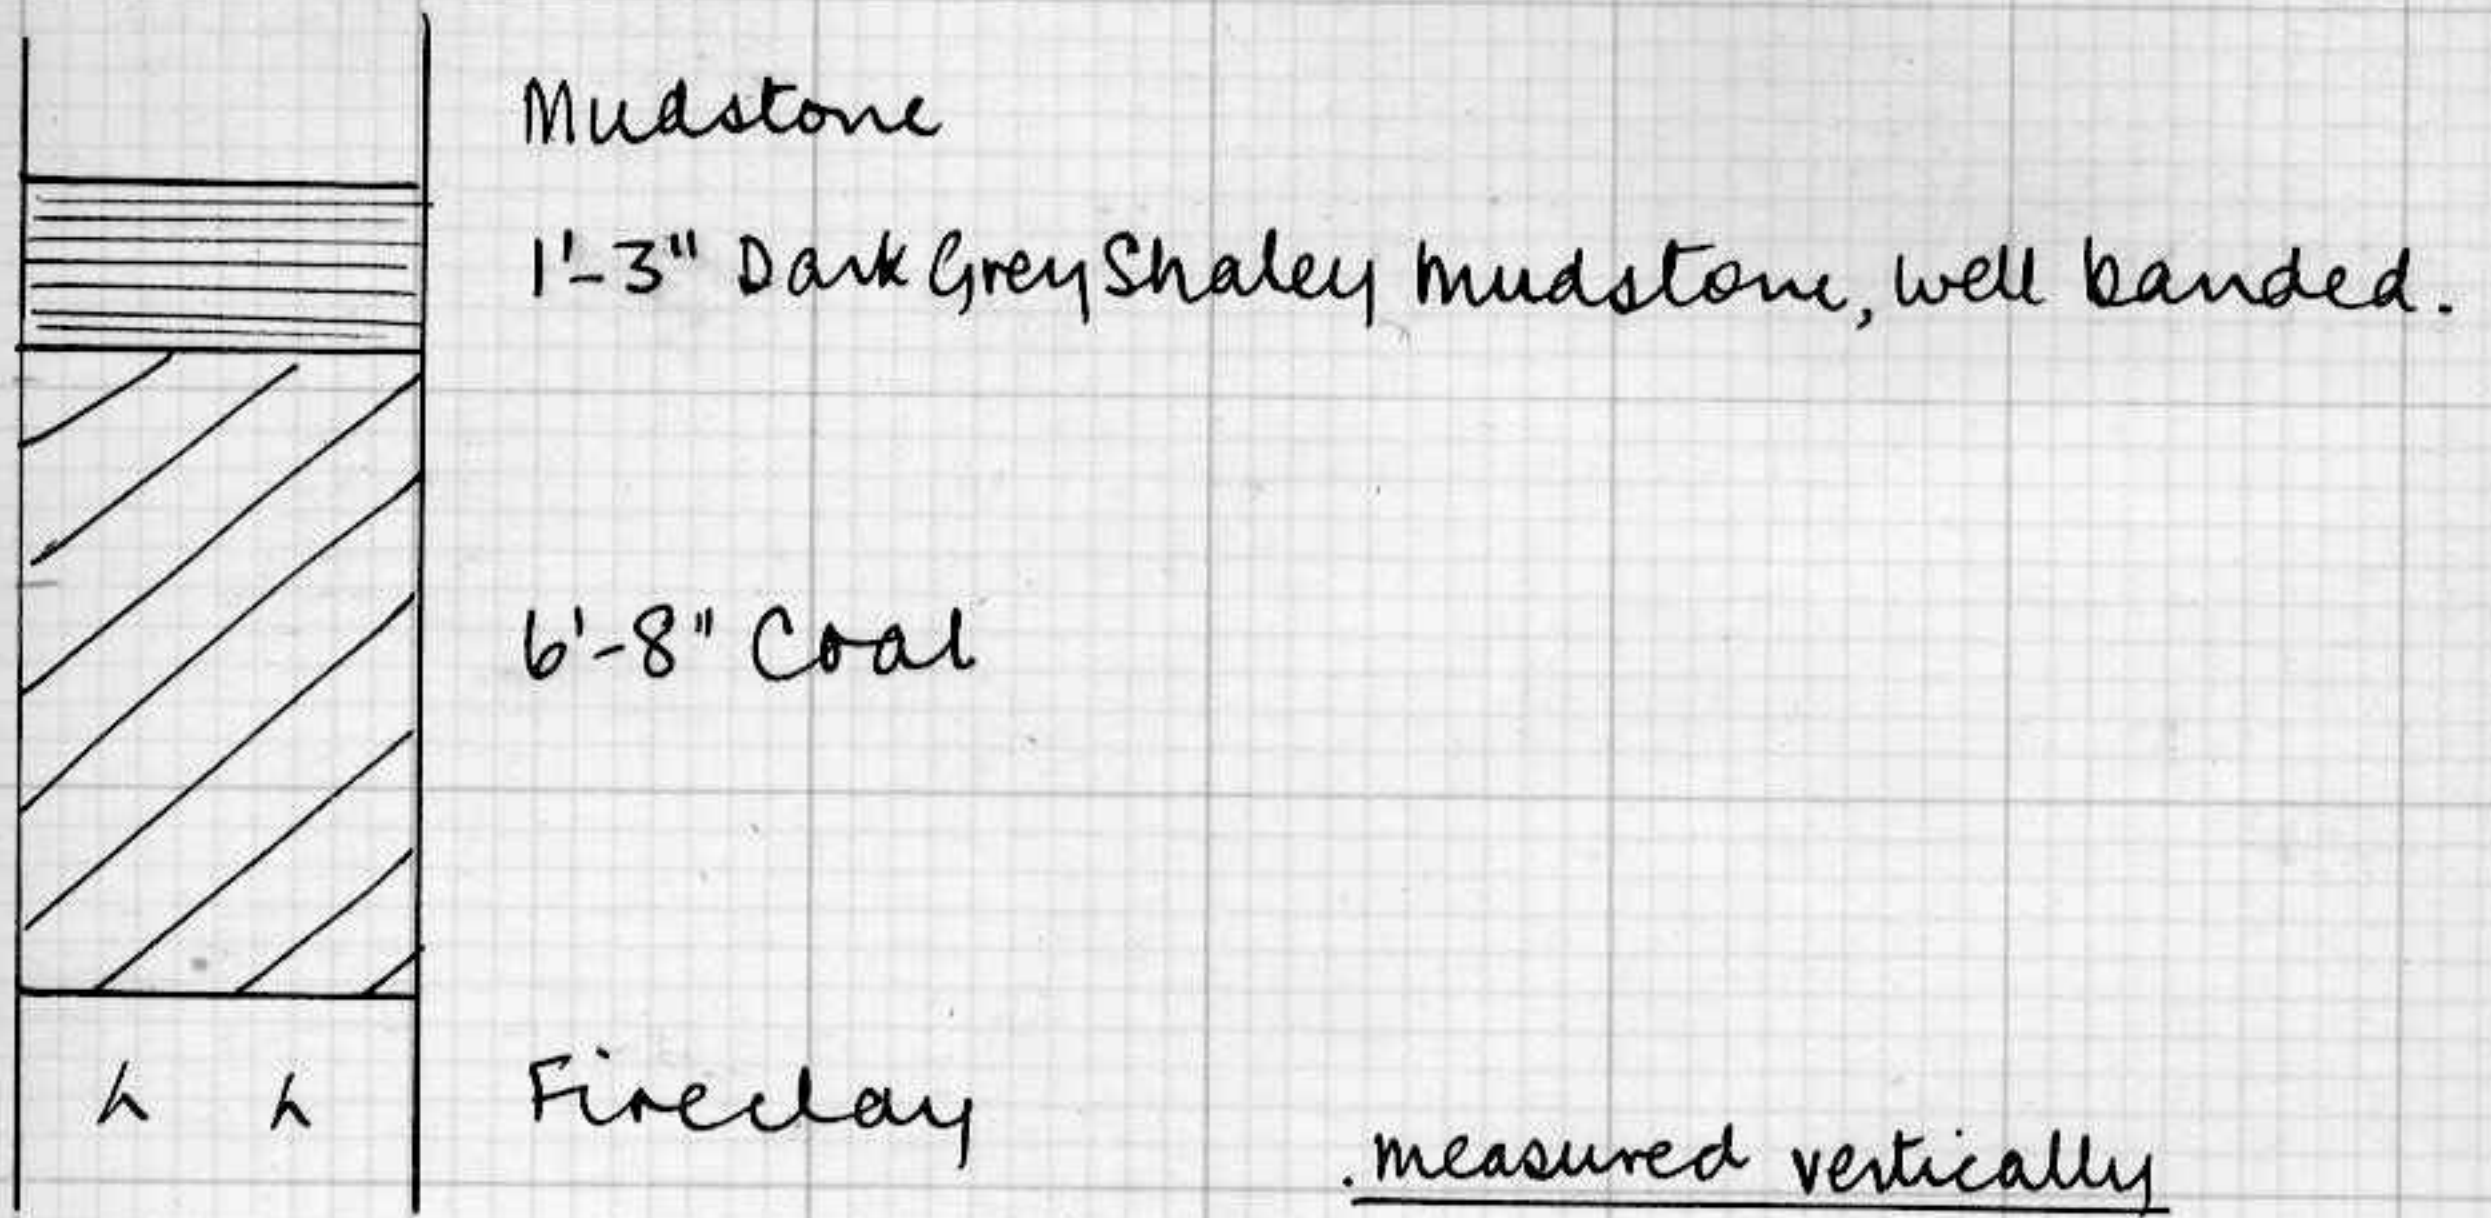 Mudstone
1'-3" Dark Grey Shaley Mudstone, well banded.
6'-8" Coal
Fireclay
.measured vertically